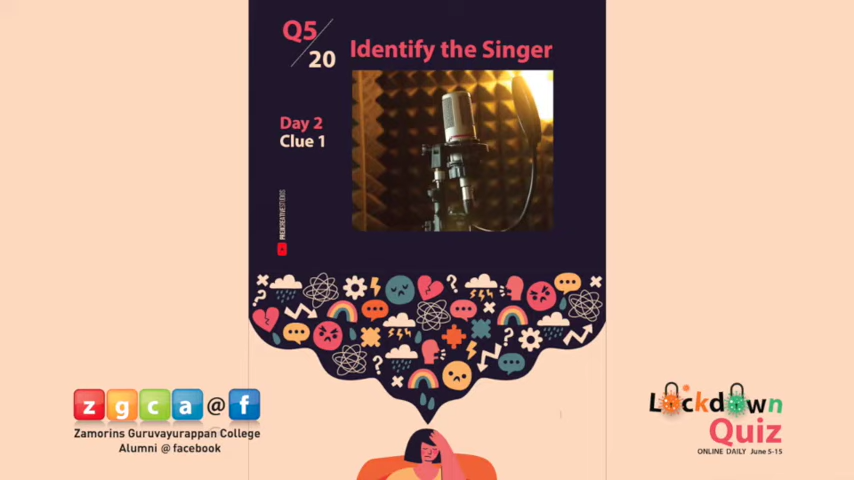 Q5/20
Identify the Singer
Day 2
Clue 1
zgca@f
Zamorins Guruvayurappan College
Alumni @ facebook
Lockdown
Quiz
ONLINE DAILY June 5-15